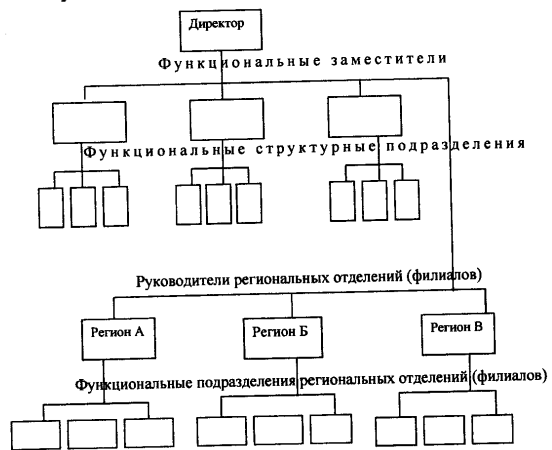 Директор
Функциональные заместители
Функциональные структурные подразделения
Руководители региональных отделений (филиалов)
Регион А
Регион Б
Регион В
Функциональные подразделения региональных отделений (филиалов)